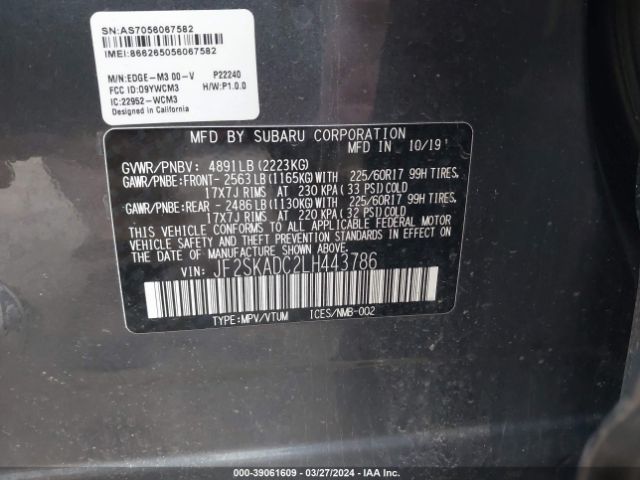 SN:AS7056067582
IMEI:866265056067582
M/N:EDGE-M3.00-V P22240
FCC ID:09YWCM3 H/W:P1.0.0
IC:22952-WCM3
Designed in California
MFD BY SUBARU CORPORATION
MFD IN 10/19
GVWR/PNBV: 4891LB(2223KG)
GAWR/PNBE:FRONT-2563LB(1165KG)WITH 225/60R17 99H TIRES,
17X7J RIMS AT 230 KPA(33 PSI)COLD
GAWR/PNBE:REAR -2486LB(1130KG)WITH 225/60R17 99H TIRES,
17X7J RIMS AT 220 KPA(32 PSI)COLD
THIS VEHICLE CONFORMS TO ALL APPLICABLE FEDERAL MOTOR
VEHICLE SAFETY, BUMPER, AND THEFT PREVENTION STANDARDS IN EFFECT ON
THE DATE OF MANUFACTURE SHOWN ABOVE.
VIN: JF2SKADC2LH443786
TYPE:MPV/VTUM ICES/NMB-002
000-39061609 - 03/27/2024 - IAA Inc.